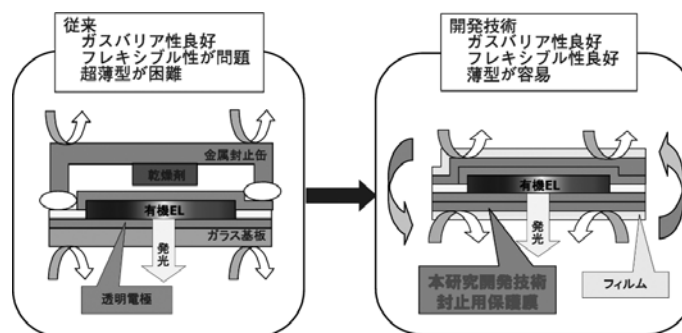 従来
ガスバリア性良好
フレキシブル性が問題
超薄型が困難
金属封止缶
乾燥剤
有機EL
ガラス基板
発光
透明電極
開発技術
ガスバリア性良好
フレキシブル性良好
薄型が容易
有機EL
発光
本研究開発技術
封止用保護膜
フィルム